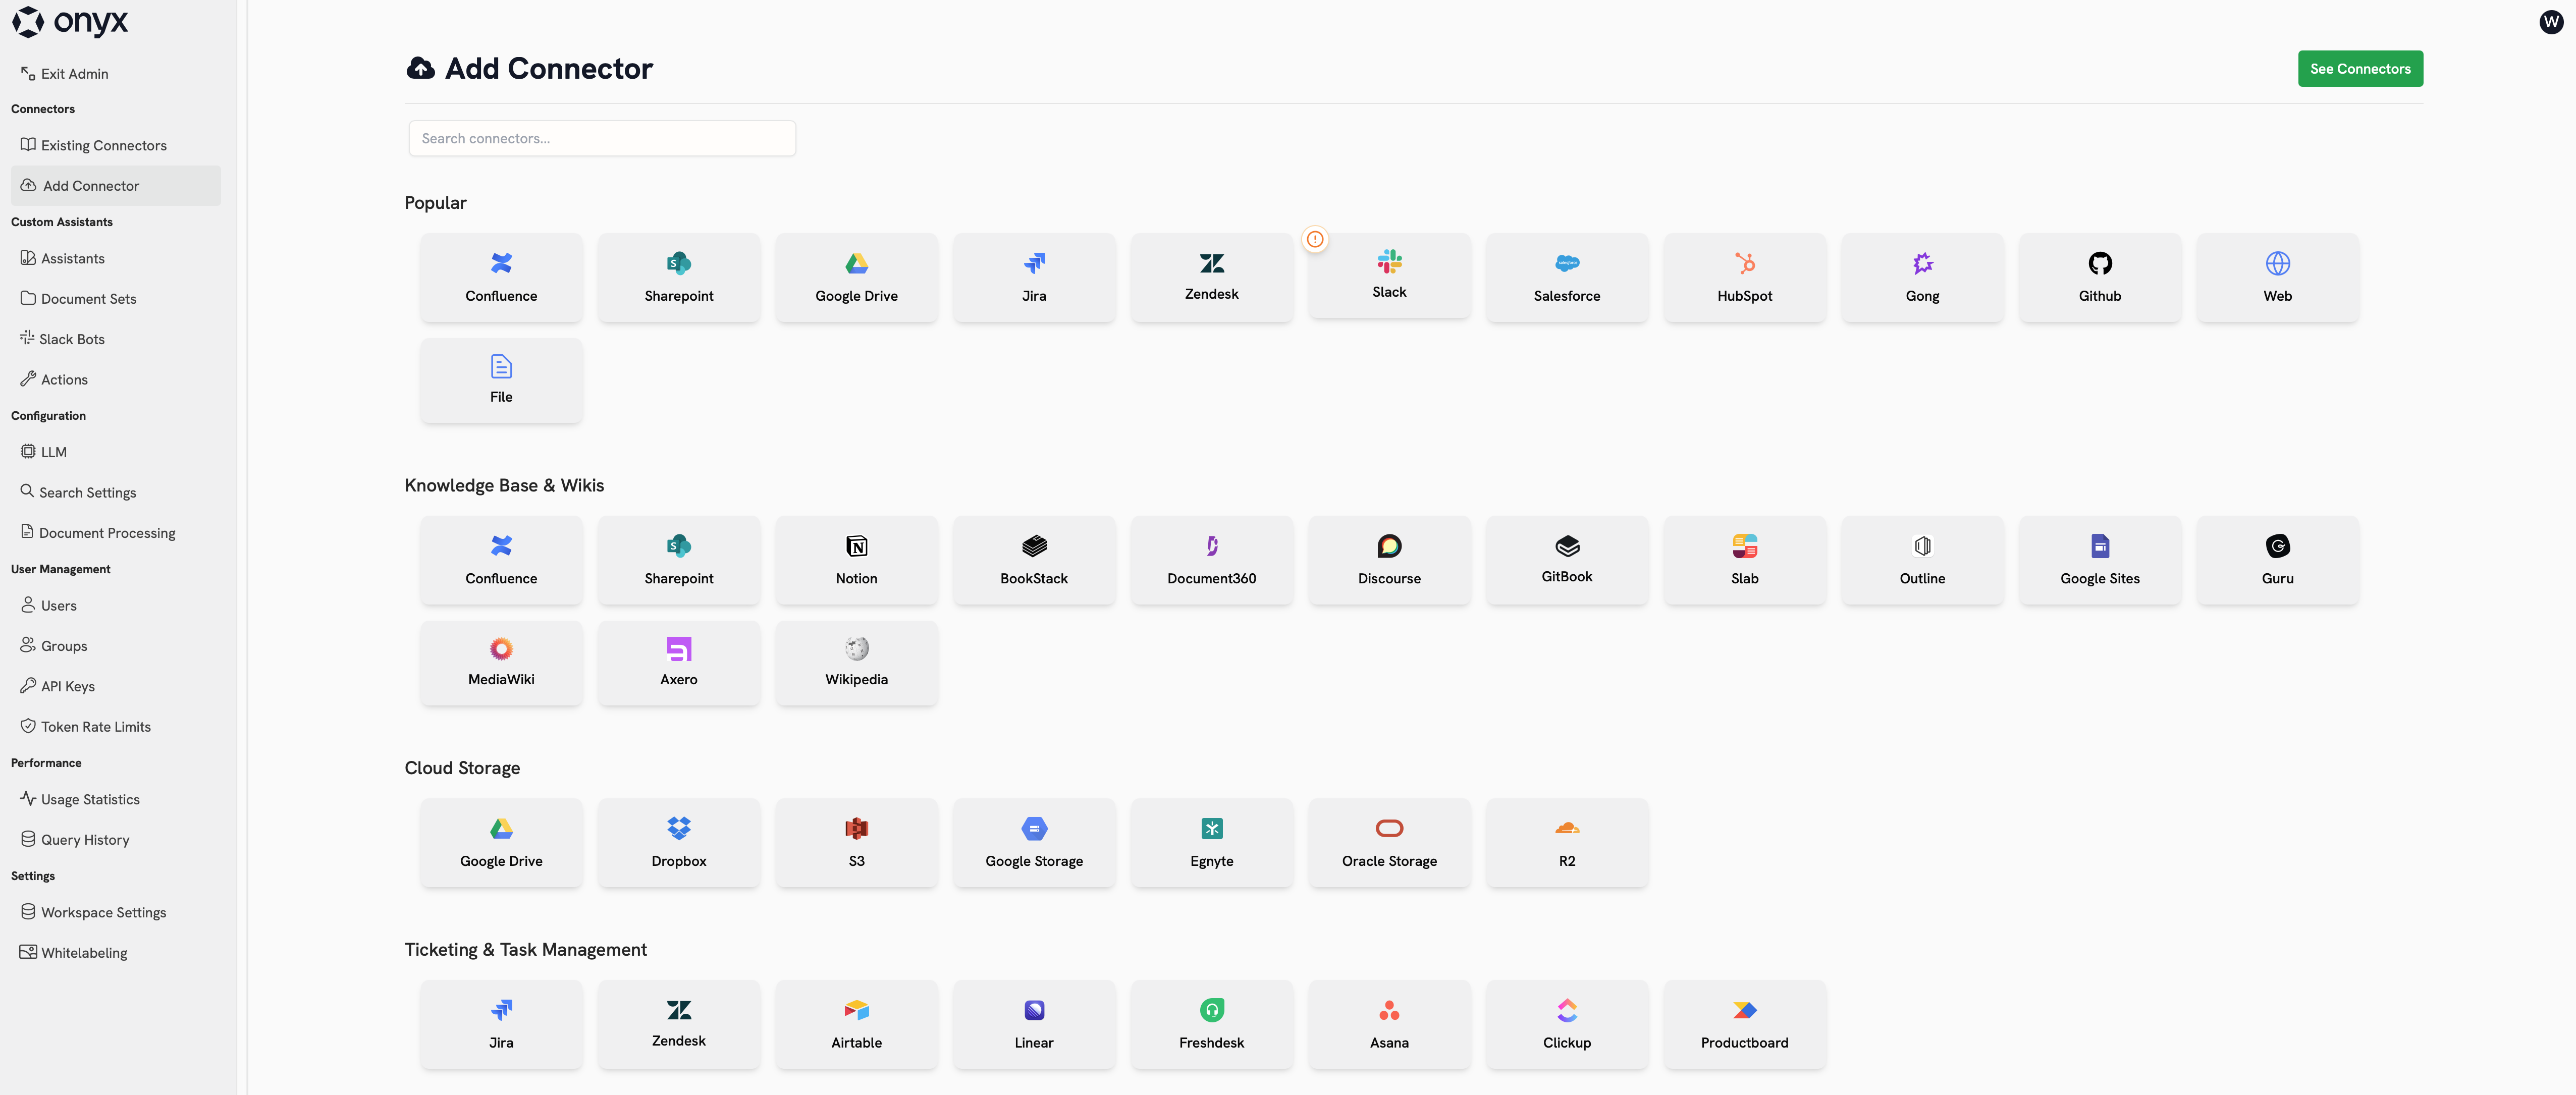 onyx
W
Exit Admin
Connectors
Existing Connectors
Add Connector
Custom Assistants
Assistants
Document Sets
Slack Bots
Actions
Configuration
LLM
Search Settings
Document Processing
User Management
Users
Groups
API Keys
Token Rate Limits
Performance
Usage Statistics
Query History
Settings
Workspace Settings
Whitelabeling
Add Connector
See Connectors
Search connectors...
Popular
Confluence
Sharepoint
Google Drive
Jira
Zendesk
Slack
Salesforce
HubSpot
Gong
Github
Web
File
Knowledge Base & Wikis
Confluence
Sharepoint
Notion
BookStack
Document360
Discourse
GitBook
Slab
Outline
Google Sites
Guru
MediaWiki
Axero
Wikipedia
Cloud Storage
Google Drive
Dropbox
S3
Google Storage
Egnyte
Oracle Storage
R2
Ticketing & Task Management
Jira
Zendesk
Airtable
Linear
Freshdesk
Asana
Clickup
Productboard